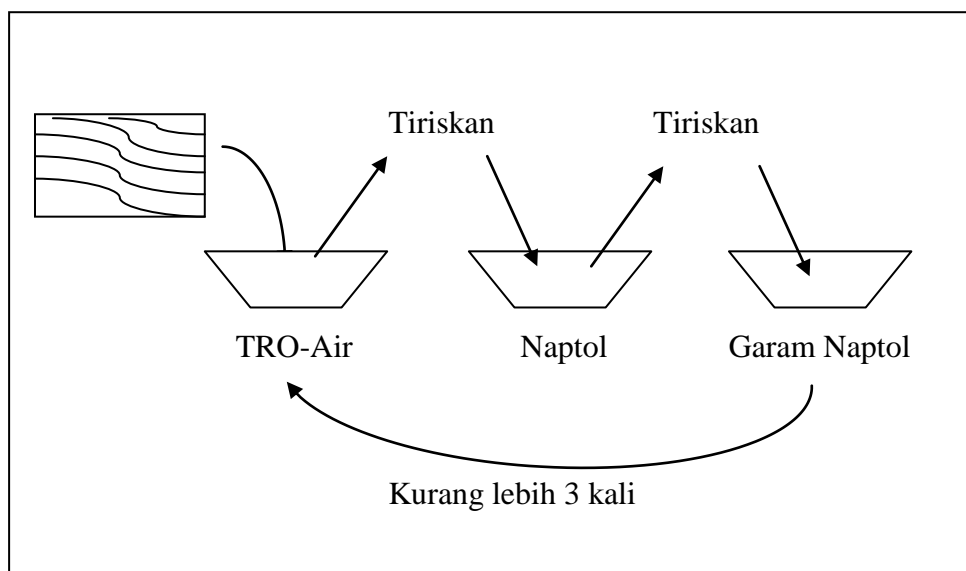 Tiriskan
Tiriskan
TRO-Air
Naptol
Garam Naptol
Kurang lebih 3 kali